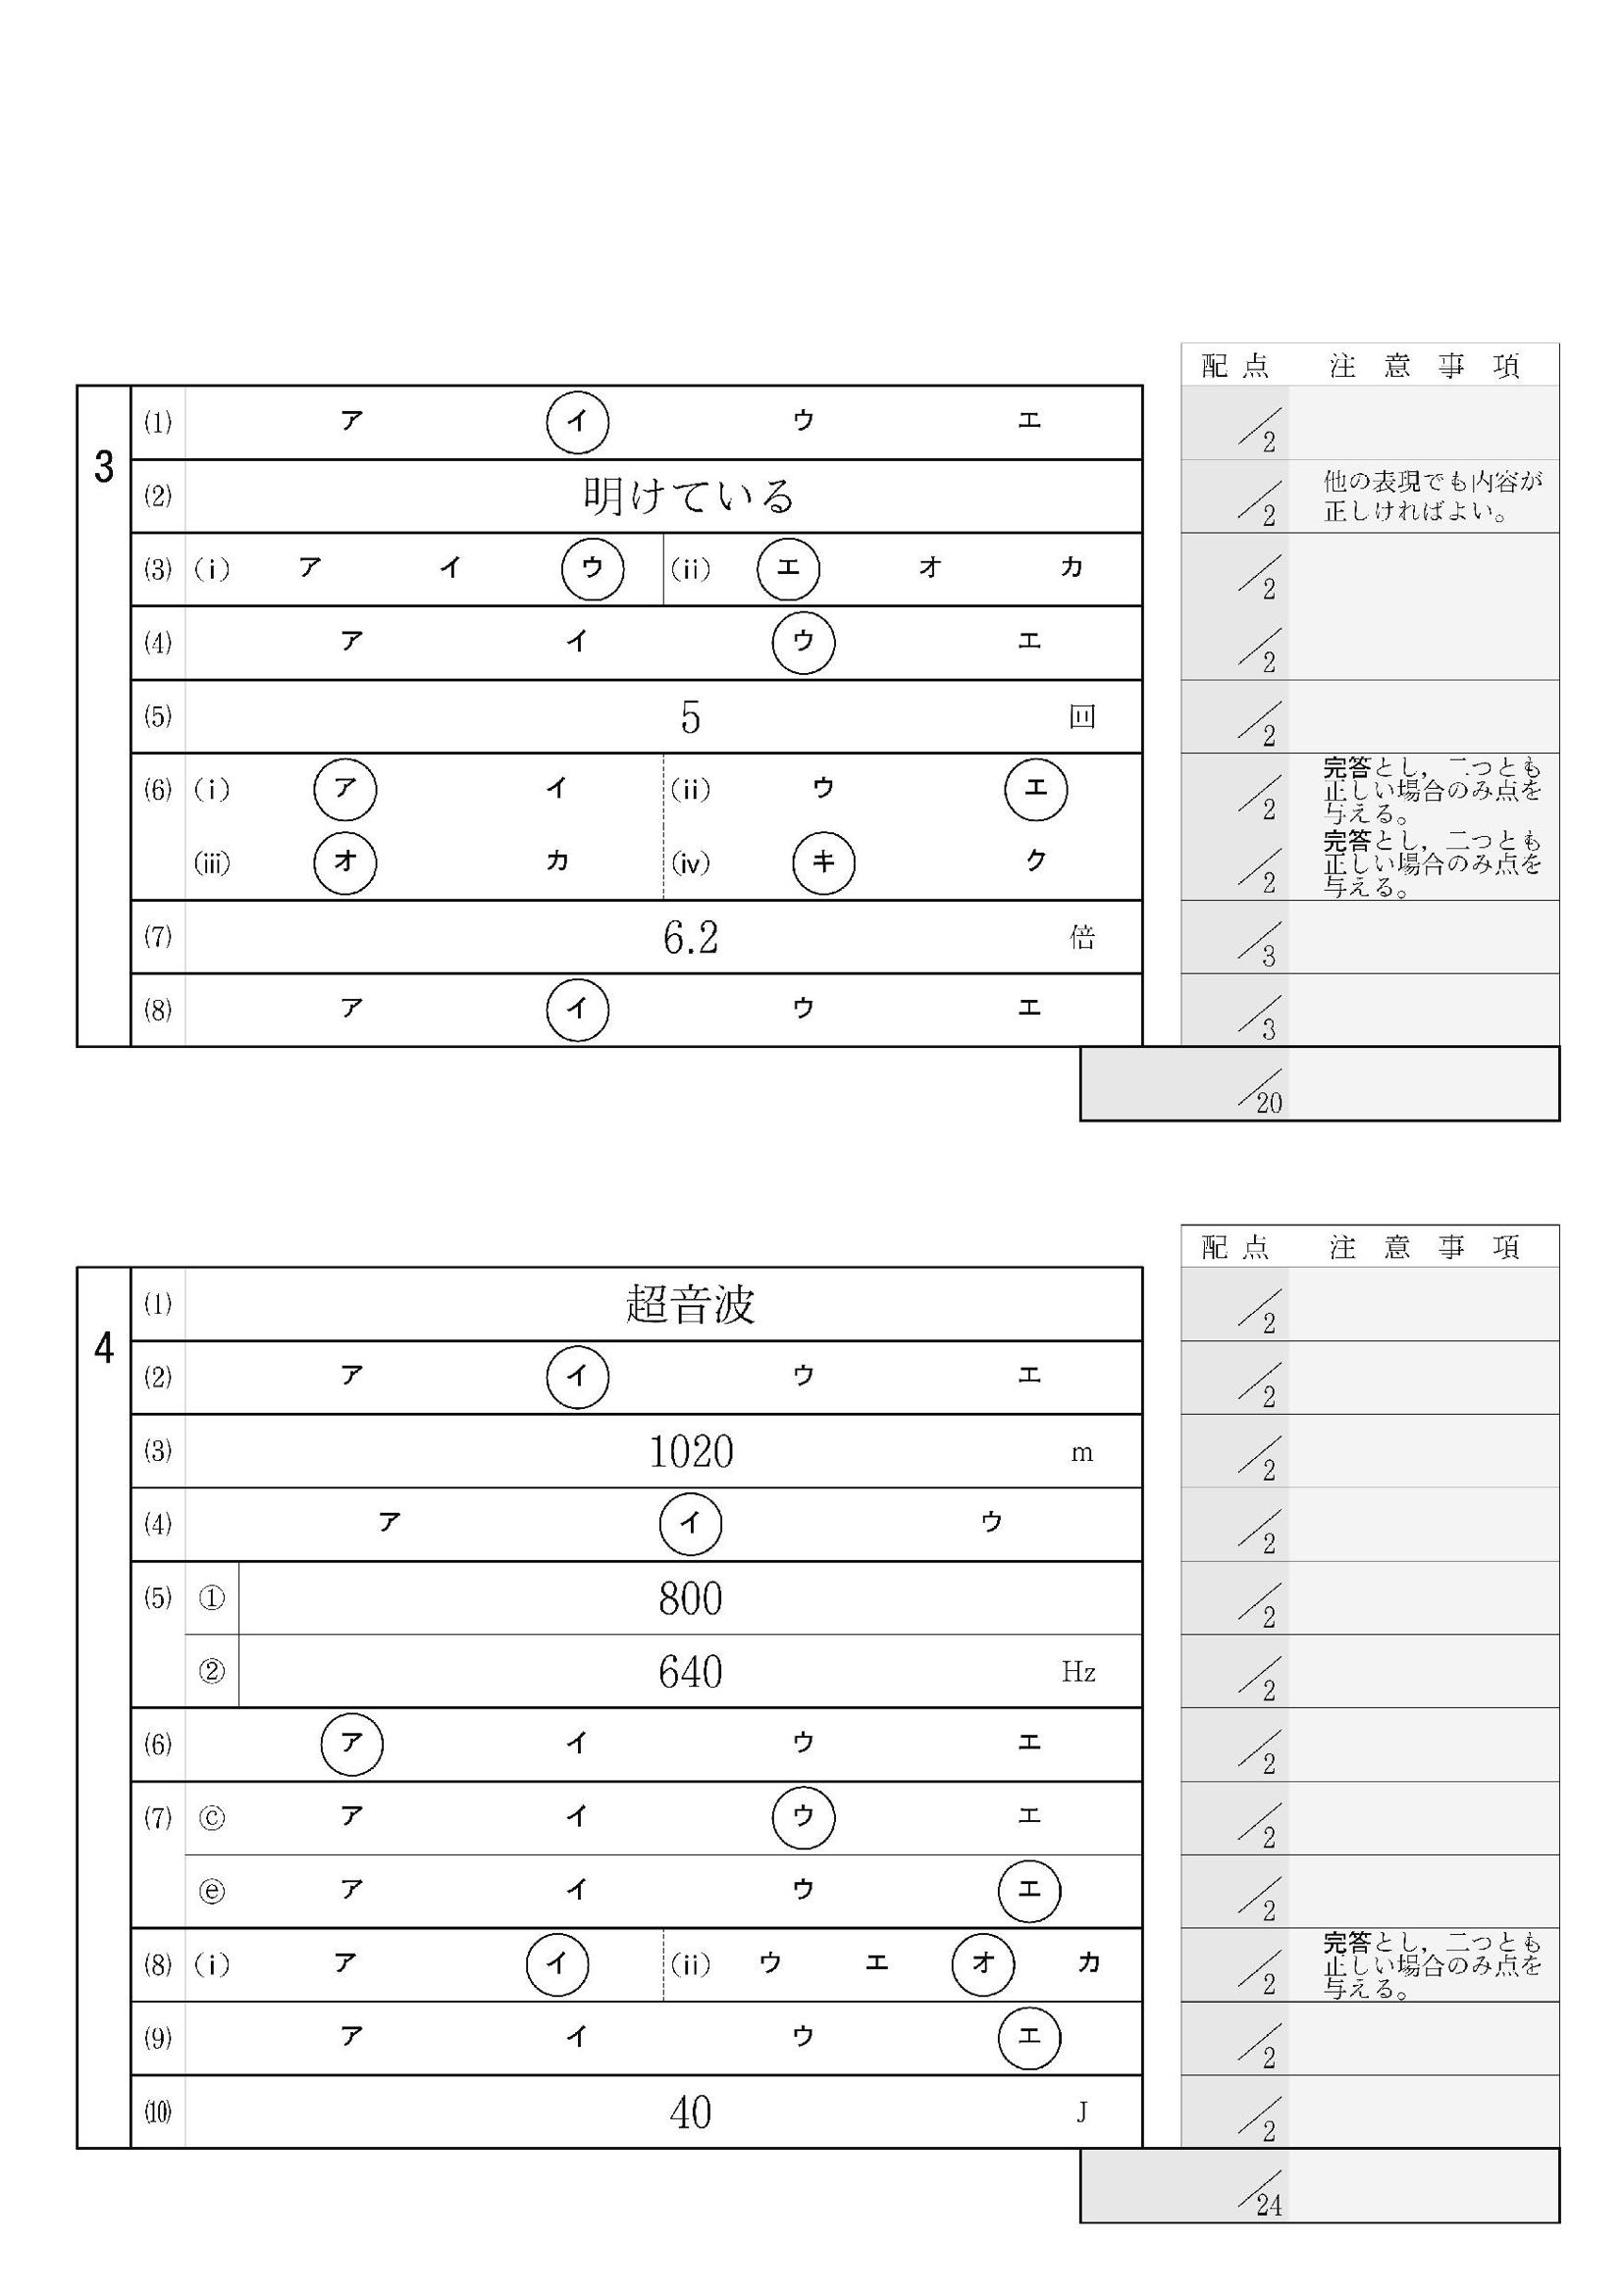 配点 注意事項
3
(1) ア イ ウ エ ／2
(2) 明けている ／2 他の表現でも内容が
正しければよい。
(3) (ⅰ) ア イ ウ (ⅱ) エ オ カ ／2
(4) ア イ ウ エ ／2
(5) 5 回 ／2
(6) (ⅰ) ア イ (ⅱ) ウ エ ／2 完答とし，二つとも
正しい場合のみ点を
与える。
(ⅲ) オ カ (ⅳ) キ ク ／2 完答とし，二つとも
正しい場合のみ点を
与える。
(7) 6.2 倍 ／3
(8) ア イ ウ エ ／3
／20
配点 注意事項
4
(1) 超音波 ／2
(2) ア イ ウ エ ／2
(3) 1020 m ／2
(4) ア イ ウ ／2
(5) ① 800 ／2
② 640 Hz ／2
(6) ア イ ウ エ ／2
(7) ⓒ ア イ ウ エ ／2
ⓔ ア イ ウ エ ／2
(8) (ⅰ) ア イ (ⅱ) ウ エ オ カ ／2 完答とし，二つとも
正しい場合のみ点を
与える。
(9) ア イ ウ エ ／2
(10) 40 J ／2
／24